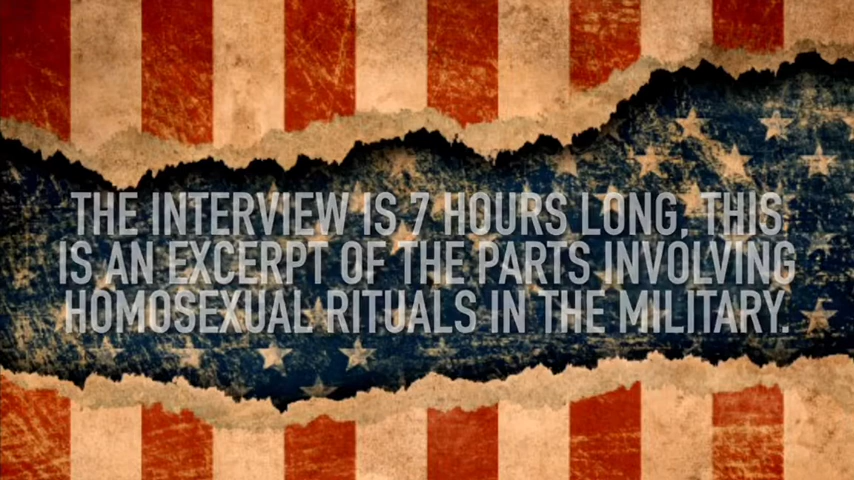 THE INTERVIEW IS 7 HOURS LONG, THIS
IS AN EXCERPT OF THE PARTS INVOLVING
HOMOSEXUAL RITUALS IN THE MILITARY.